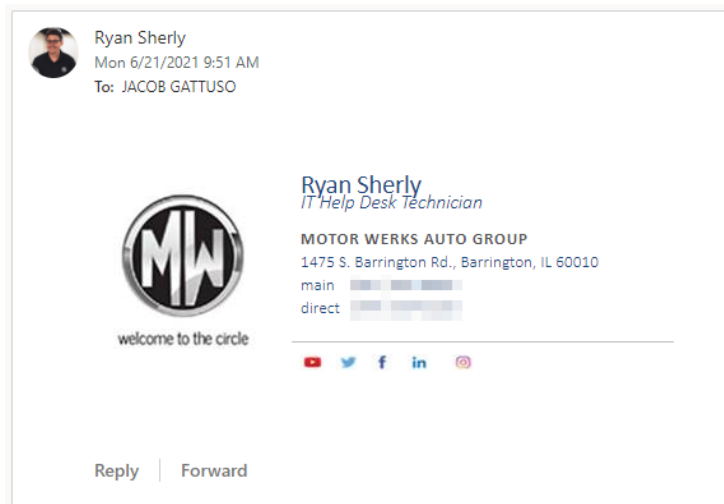 Ryan Sherly
Mon 6/21/2021 9:51 AM
To: JACOB GATTUSO
MW
welcome to the circle
Ryan Sherly
IT Help Desk Technician
MOTOR WERKS AUTO GROUP
1475 S. Barrington Rd., Barrington, IL 60010
main
direct
Reply
Forward